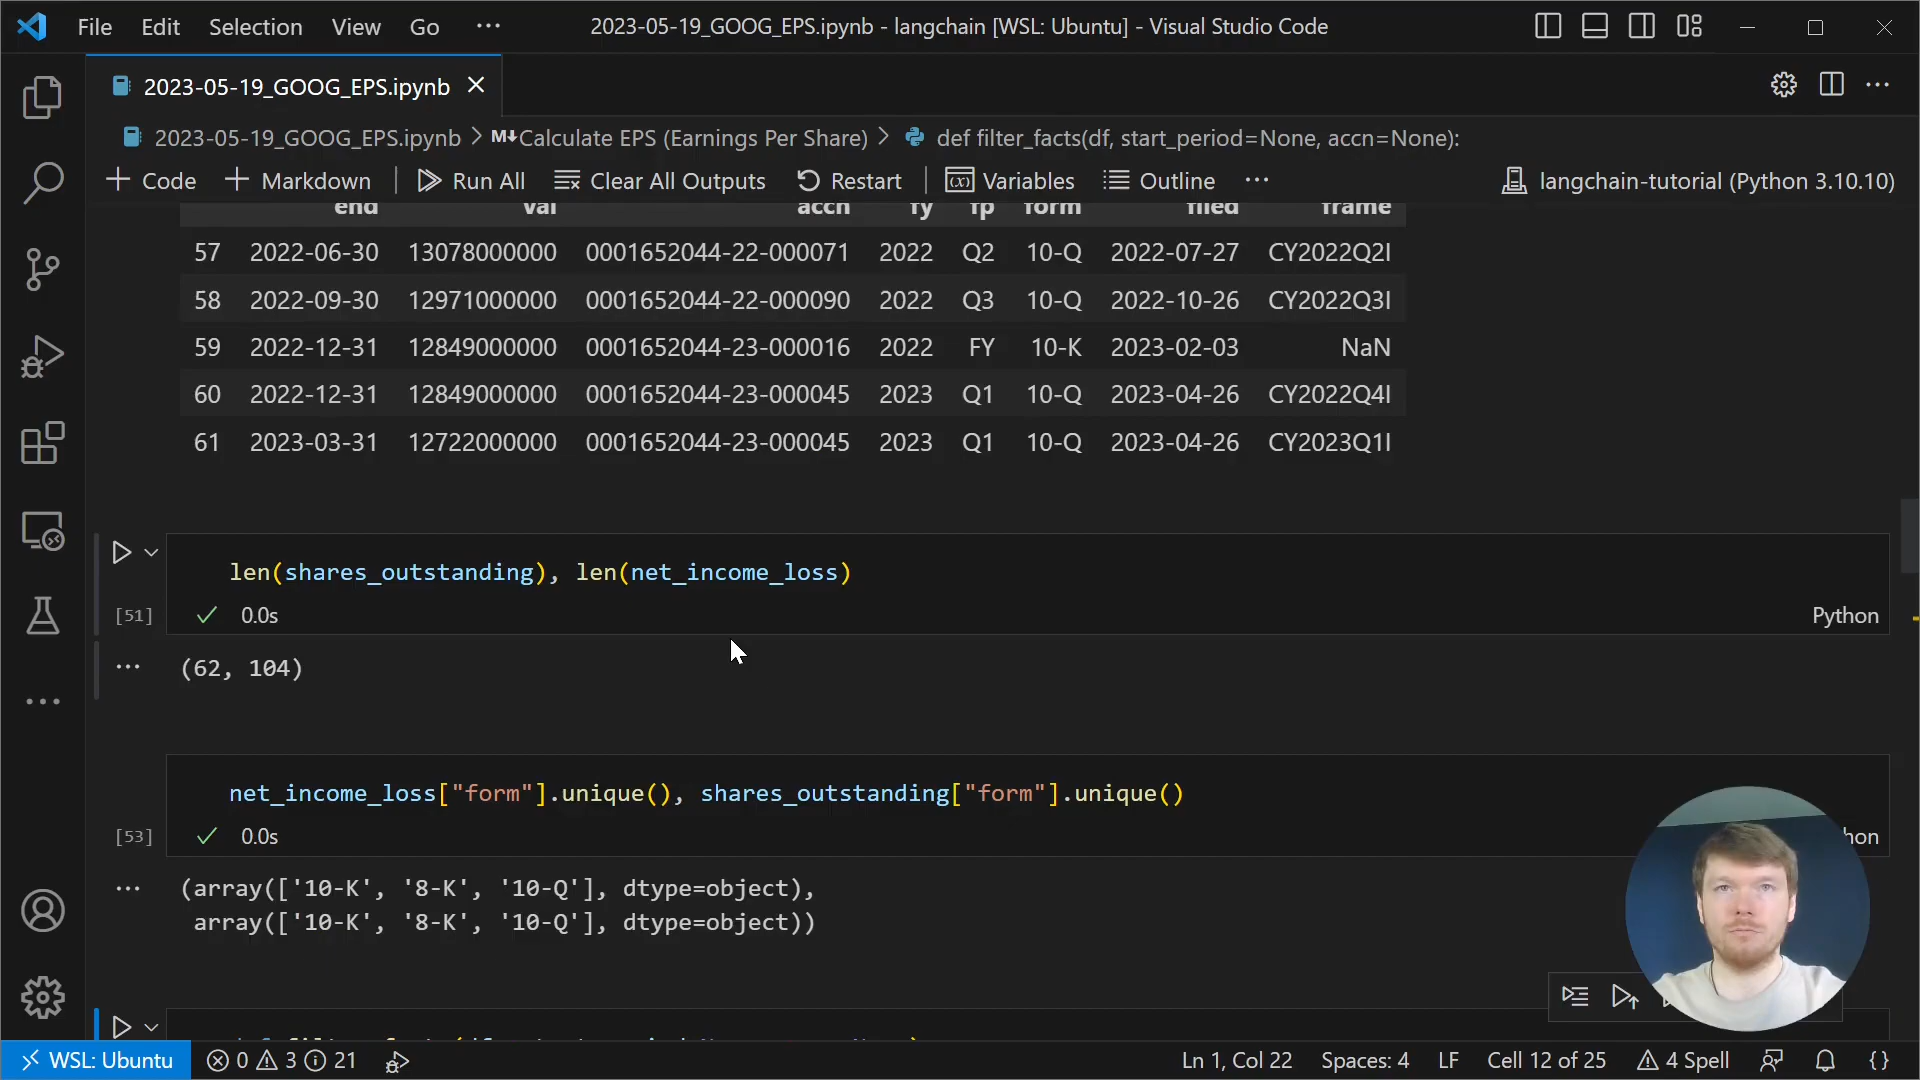 File Edit Selection View Go ··· 2023-05-19_GOOG_EPS.ipynb - langchain [WSL: Ubuntu] - Visual Studio Code
2023-05-19_GOOG_EPS.ipynb
2023-05-19_GOOG_EPS.ipynb > M↓Calculate EPS (Earnings Per Share) > def filter_facts(df, start_period=None, accn=None):
+ Code + Markdown | Run All Clear All Outputs Restart | Variables Outline ··· langchain-tutorial (Python 3.10.10)
end val accn fy fp form filed frame
57 2022-06-30 13078000000 0001652044-22-000071 2022 Q2 10-Q 2022-07-27 CY2022Q2I
58 2022-09-30 12971000000 0001652044-22-000090 2022 Q3 10-Q 2022-10-26 CY2022Q3I
59 2022-12-31 12849000000 0001652044-23-000016 2022 FY 10-K 2023-02-03 NaN
60 2022-12-31 12849000000 0001652044-23-000045 2023 Q1 10-Q 2023-04-26 CY2022Q4I
61 2023-03-31 12722000000 0001652044-23-000045 2023 Q1 10-Q 2023-04-26 CY2023Q1I
len(shares_outstanding), len(net_income_loss)
[51] ✓ 0.0s Python
··· (62, 104)
net_income_loss["form"].unique(), shares_outstanding["form"].unique()
[53] ✓ 0.0s hon
··· (array(['10-K', '8-K', '10-Q'], dtype=object),
array(['10-K', '8-K', '10-Q'], dtype=object))
WSL: Ubuntu 0 3 21 Ln 1, Col 22 Spaces: 4 LF Cell 12 of 25 4 Spell {}